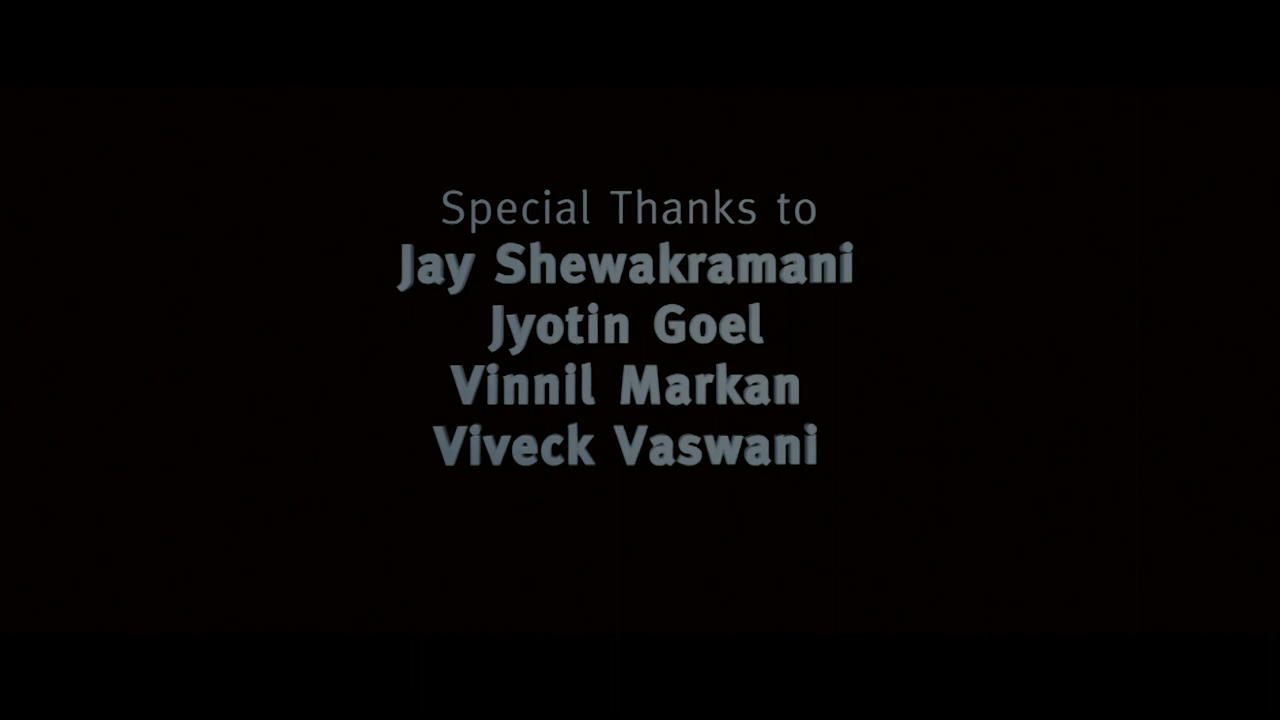 Special Thanks to
Jay Shewakramani
Jyotin Goel
Vinnil Markan
Viveck Vaswani